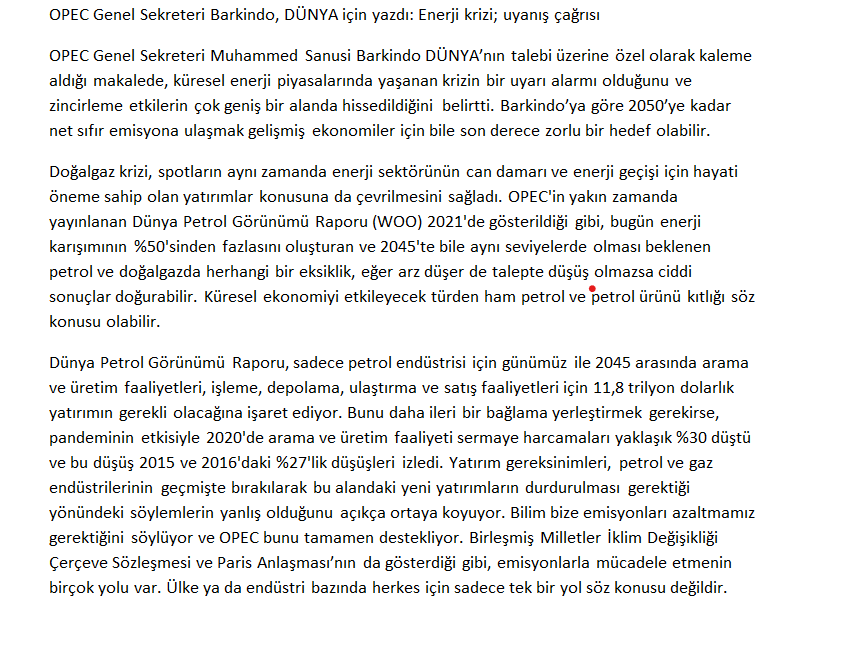 OPEC Genel Sekreteri Barkindo, DÜNYA için yazdı: Enerji krizi; uyanış çağrısı
OPEC Genel Sekreteri Muhammed Sanusi Barkindo DÜNYA’nın talebi üzerine özel olarak kaleme
aldığı makalede, küresel enerji piyasalarında yaşanan krizin bir uyarı alarmı olduğunu ve
zincirleme etkilerin çok geniş bir alanda hissedildiğini belirtti. Barkindo’ya göre 2050’ye kadar
net sıfır emisyona ulaşmak gelişmiş ekonomiler için bile son derece zorlu bir hedef olabilir.
Doğalgaz krizi, spotların aynı zamanda enerji sektörünün can damarı ve enerji geçişi için hayati
öneme sahip olan yatırımlar konusuna da çevrilmesini sağladı. OPEC'in yakın zamanda
yayınlanan Dünya Petrol Görünümü Raporu (WOO) 2021'de gösterildiği gibi, bugün enerji
karışımının %50'sinden fazlasını oluşturan ve 2045'te bile aynı seviyelerde olması beklenen
petrol ve doğalgazda herhangi bir eksiklik, eğer arz düşer de talepte düşüş olmazsa ciddi
sonuçlar doğurabilir. Küresel ekonomiyi etkileyecek türden ham petrol ve petrol ürünü kıtlığı söz
konusu olabilir.
Dünya Petrol Görünümü Raporu, sadece petrol endüstrisi için günümüz ile 2045 arasında arama
ve üretim faaliyetleri, işleme, depolama, ulaştırma ve satış faaliyetleri için 11,8 trilyon dolarlık
yatırımın gerekli olacağına işaret ediyor. Bunu daha ileri bir bağlama yerleştirmek gerekirse,
pandeminin etkisiyle 2020'de arama ve üretim faaliyeti sermaye harcamaları yaklaşık %30 düştü
ve bu düşüş 2015 ve 2016'daki %27'lik düşüşleri izledi. Yatırım gereksinimleri, petrol ve gaz
endüstrilerinin geçmişte bırakılarak bu alandaki yeni yatırımların durdurulması gerektiği
yönündeki söylemlerin yanlış olduğunu açıkça ortaya koyuyor. Bilim bize emisyonları azaltmamız
gerektiğini söylüyor ve OPEC bunu tamamen destekliyor. Birleşmiş Milletler İklim Değişikliği
Çerçeve Sözleşmesi ve Paris Anlaşması’nın da gösterdiği gibi, emisyonlarla mücadele etmenin
birçok yolu var. Ülke ya da endüstri bazında herkes için sadece tek bir yol söz konusu değildir.